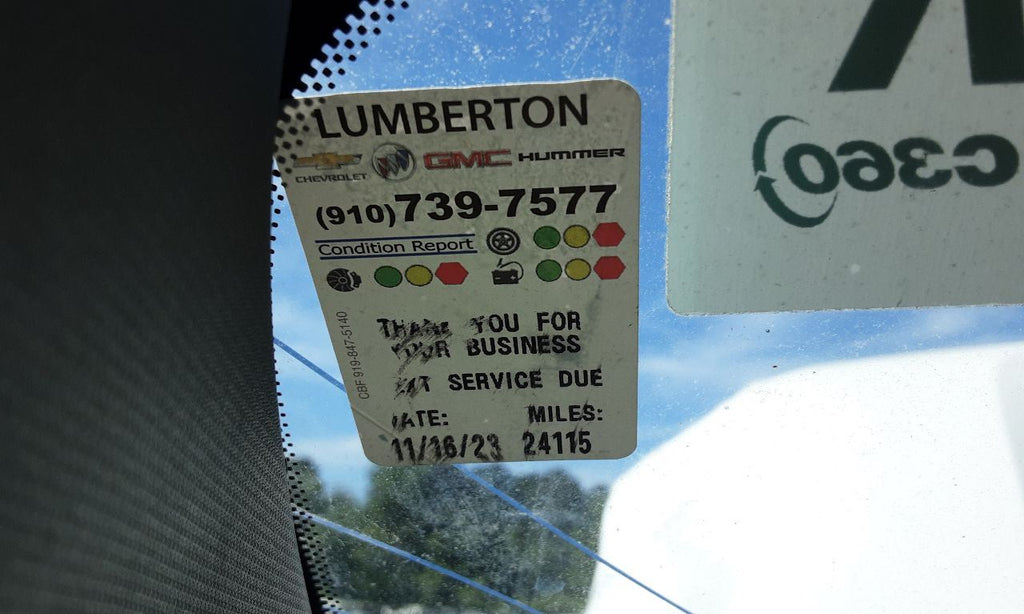 LUMBERTON
CHEVROLET GMC HUMMER
(910)739-7577
Condition Report
CBF 919-847-5140
THANK YOU FOR
YOUR BUSINESS
SERVICE DUE
DATE: MILES:
11/16/23 24115
c360